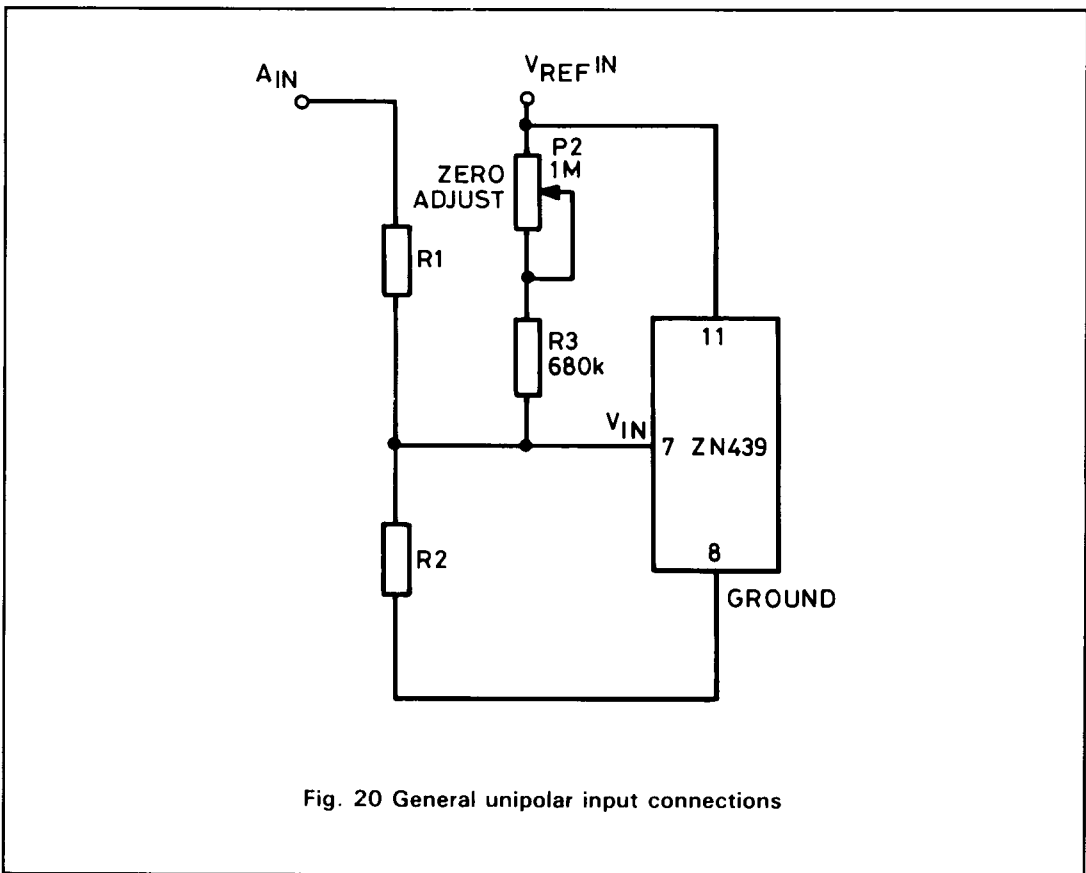 A_IN
V_REF IN
P2
1M
ZERO
ADJUST
R1
R3
680k
11
V_IN
7 ZN439
R2
8
GROUND
Fig. 20 General unipolar input connections